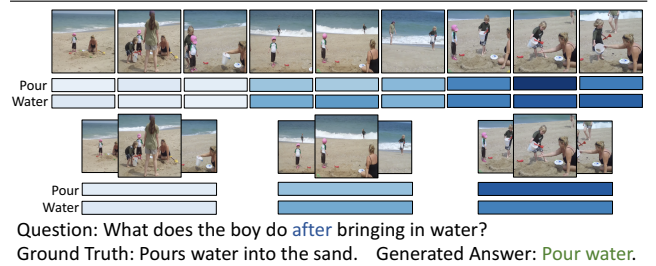 Pour
Water
Pour
Water
Question: What does the boy do after bringing in water?
Ground Truth: Pours water into the sand. Generated Answer: Pour water.